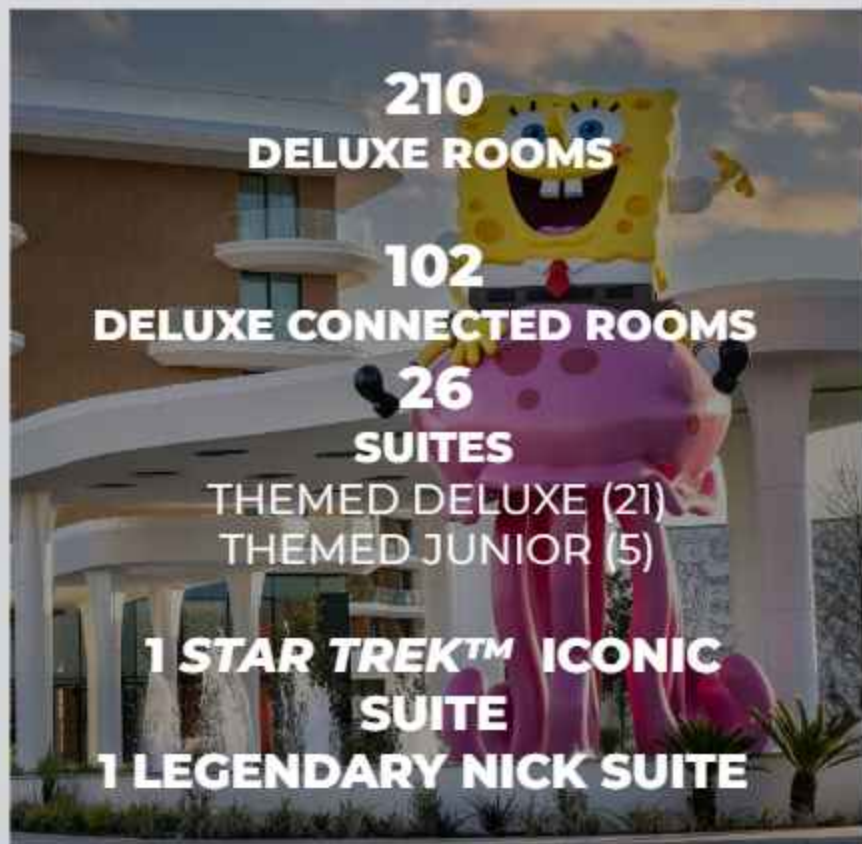 210
DELUXE ROOMS
102
DELUXE CONNECTED ROOMS
26
SUITES
THEMED DELUXE (21)
THEMED JUNIOR (5)
1 STAR TREK™ ICONIC
SUITE
1 LEGENDARY NICK SUITE